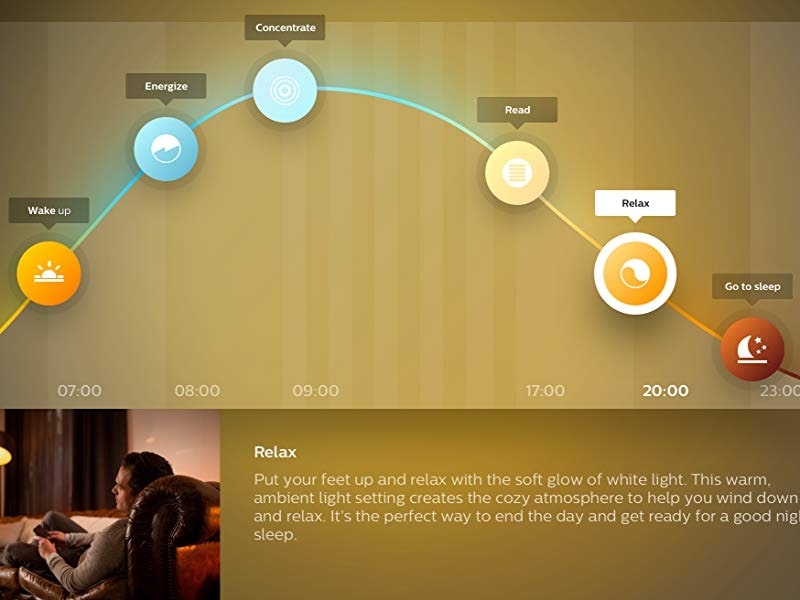 Concentrate
Energize
Read
Wake up
Relax
Go to sleep
07:00
08:00
09:00
17:00
20:00
23:00
Relax
Put your feet up and relax with the soft glow of white light. This warm,
ambient light setting creates the cozy atmosphere to help you wind down
and relax. It's the perfect way to end the day and get ready for a good
sleep.